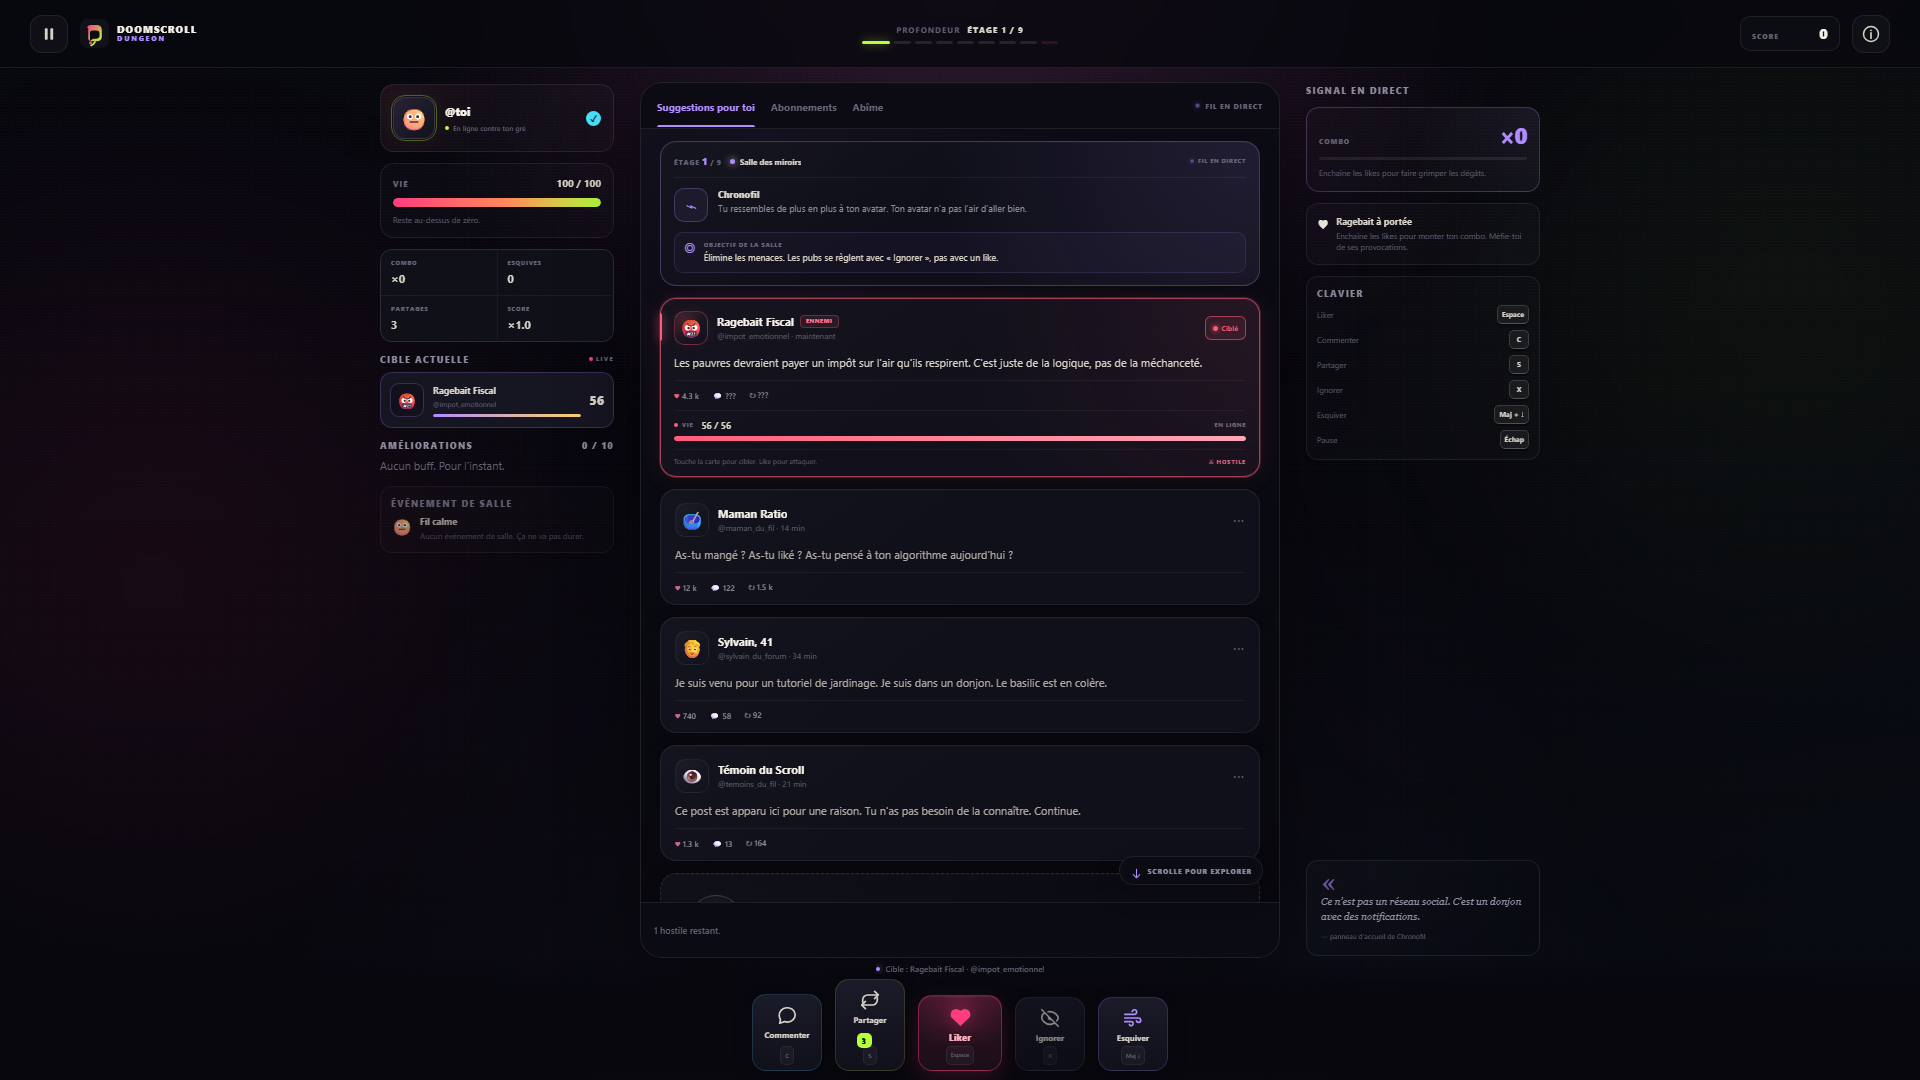 DOOMSCROLL
DUNGEON
PROFONDEUR ÉTAGE 1 / 9
SCORE 0
@toi
En ligne contre ton gré
VIE 100 / 100
Reste au-dessus de zéro.
COMBO
×0
ESQUIVES
0
PARTAGES
3
SCORE
×1.0
CIBLE ACTUELLE
LIVE
Ragebait Fiscal
@impot_emotionnel
56
AMÉLIORATIONS 0 / 10
Aucun buff. Pour l'instant.
ÉVÉNEMENT DE SALLE
Fil calme
Aucun événement de salle. Ça ne va pas durer.
Suggestions pour toi Abonnements Abîme
FIL EN DIRECT
ÉTAGE 1 / 9 Salle des miroirs
FIL EN DIRECT
Chronofil
Tu ressembles de plus en plus à ton avatar. Ton avatar n'a pas l'air d'aller bien.
OBJECTIF DE LA SALLE
Élimine les menaces. Les pubs se règlent avec « Ignorer », pas avec un like.
Ragebait Fiscal ENNEMI
@impot_emotionnel · maintenant
Ciblé
Les pauvres devraient payer un impôt sur l'air qu'ils respirent. C'est juste de la logique, pas de la méchanceté.
4.3 k ??? ???
VIE 56 / 56
EN LIGNE
Touche la carte pour cibler. Like pour attaquer.
HOSTILE
Maman Ratio
@maman_du_fil · 14 min
As-tu mangé ? As-tu liké ? As-tu pensé à ton algorithme aujourd'hui ?
12 k 122 1.5 k
Sylvain, 41
@sylvain_du_forum · 34 min
Je suis venu pour un tutoriel de jardinage. Je suis dans un donjon. Le basilic est en colère.
740 58 92
Témoin du Scroll
@temoins_du_fil · 21 min
Ce post est apparu ici pour une raison. Tu n'as pas besoin de la connaître. Continue.
1.3 k 13 164
SCROLLE POUR EXPLORER
1 hostile restant.
SIGNAL EN DIRECT
COMBO ×0
Enchaîne les likes pour faire grimper les dégâts.
Ragebait à portée
Enchaîne les likes pour monter ton combo. Méfie-toi
de ses provocations.
CLAVIER
Liker Espace
Commenter C
Partager S
Ignorer X
Esquiver Maj + ↓
Pause Échap
«
Ce n'est pas un réseau social. C'est un donjon
avec des notifications.
— panneau d'accueil de Chronofil
Cible : Ragebait Fiscal · @impot_emotionnel
Commenter
C
Partager
3
S
Liker
Espace
Ignorer
X
Esquiver
Maj ↓